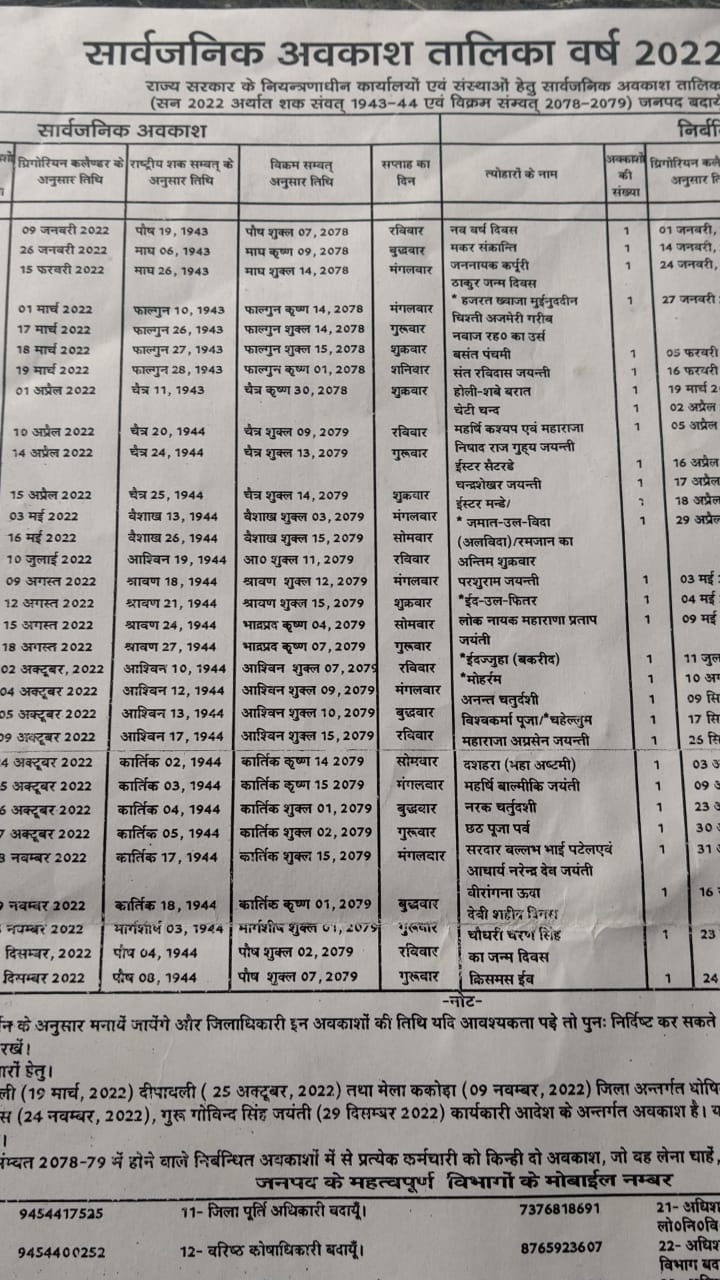 सार्वजनिक अवकाश तालिका वर्ष 2022
राज्य सरकार के नियन्त्रणाधीन कार्यालयों एवं संस्थाओं हेतु सार्वजनिक अवकाश तालिक
(सन 2022 अर्थात शक संवत् 1943-44 एवं विक्रम सम्वत् 2078-2079) जनपद बदायं
सार्वजनिक अवकाश निर्बन्
ग्रिगोरियन कलैण्डर के अनुसार तिथि राष्ट्रीय शक सम्वत् के अनुसार तिथि विक्रम सम्वत् अनुसार तिथि सप्ताह का दिन त्योहारों के नाम अवकाशों की संख्या ग्रिगोरियन कलै अनुसार ति
09 जनवरी 2022 पौष 19, 1943 पौष शुक्ल 07, 2078 रविवार नव वर्ष दिवस 1 01 जनवरी,
26 जनवरी 2022 माघ 06, 1943 माघ कृष्ण 09, 2078 बुद्धवार मकर संक्रान्ति 1 14 जनवरी,
15 फरवरी 2022 माघ 26, 1943 माघ शुक्ल 14, 2078 मंगलवार जननायक कर्पूरी 1 24 जनवरी,
ठाकुर जन्म दिवस
01 मार्च 2022 फाल्गुन 10, 1943 फाल्गुन कृष्ण 14, 2078 मंगलवार * हजरत ख्वाजा मुईनुददीन 1 27 जनवरी
17 मार्च 2022 फाल्गुन 26, 1943 फाल्गुन शुक्ल 14, 2078 गुरूवार चिश्ती अजमेरी गरीब
नवाज रह० का उर्स
18 मार्च 2022 फाल्गुन 27, 1943 फाल्गुन शुक्ल 15, 2078 शुक्रवार बसंत पंचमी 1 05 फरवरी
19 मार्च 2022 फाल्गुन 28, 1943 फाल्गुन कृष्ण 01, 2078 शनिवार संत रविदास जयन्ती 1 16 फरवरी
01 अप्रैल 2022 चैत्र 11, 1943 चैत्र कृष्ण 30, 2078 शुक्रवार होली-शबे बरात 1 19 मार्च 2
चेटी चन्द 1 02 अप्रैल
10 अप्रैल 2022 चैत्र 20, 1944 चैत्र शुक्ल 09, 2079 रविवार महर्षि कश्यप एवं महाराजा 1 05 अप्रैल
14 अप्रैल 2022 चैत्र 24, 1944 चैत्र शुक्ल 13, 2079 गुरूवार निषाद राज गुह्य जयन्ती
ईस्टर सैटरडे 1 16 अप्रैल
चन्द्रशेखर जयन्ती 1 17 अप्रैल
15 अप्रैल 2022 चैत्र 25, 1944 चैत्र शुक्ल 14, 2079 शुक्रवार ईस्टर मन्डे/ 1 18 अप्रैल
03 मई 2022 वैशाख 13, 1944 वैशाख शुक्ल 03, 2079 मंगलवार * जमात-उल-विदा 1 29 अप्रैल
16 मई 2022 वैशाख 26, 1944 वैशाख शुक्ल 15, 2079 सोमवार (अलविदा)/रमजान का
10 जुलाई 2022 आश्विन 19, 1944 आ० शुक्ल 11, 2079 रविवार अन्तिम शुक्रवार
09 अगस्त 2022 श्रावण 18, 1944 श्रावण शुक्ल 12, 2079 मंगलवार परशुराम जयन्ती 1 03 मई
12 अगस्त 2022 श्रावण 21, 1944 श्रावण शुक्ल 15, 2079 शुक्रवार *ईद-उल-फितर 1 04 मई
15 अगस्त 2022 श्रावण 24, 1944 भाद्रप्रद कृष्ण 04, 2079 सोमवार लोक नायक महाराणा प्रताप 1 09 मई
18 अगस्त 2022 श्रावण 27, 1944 भाद्रप्रद कृष्ण 07, 2079 गुरूवार जयंती
02 अक्टूबर, 2022 आश्विन 10, 1944 आश्विन शुक्ल 07, 2079 रविवार *ईदज्जुहा (बकरीद) 1 11 जुल
04 अक्टूबर 2022 आश्विन 12, 1944 आश्विन शुक्ल 09, 2079 मंगलवार *मोहर्रम 1 10 अग
अनन्त चतुर्दशी 1 09 सि
05 अक्टूबर 2022 आश्विन 13, 1944 आश्विन शुक्ल 10, 2079 बुद्धवार विश्वकर्मा पूजा/*चहेल्लुम 1 17 सि
09 अक्टूबर 2022 आश्विन 17, 1944 आश्विन शुक्ल 15, 2079 रविवार महाराजा अग्रसेन जयन्ती 1 26 सि
4 अक्टूबर 2022 कार्तिक 02, 1944 कार्तिक कृष्ण 14 2079 सोमवार दशहरा (महा अष्टमी) 1 03 अ
5 अक्टूबर 2022 कार्तिक 03, 1944 कार्तिक कृष्ण 15 2079 मंगलवार महर्षि बाल्मीकि जयंती 1 09 अ
6 अक्टूबर 2022 कार्तिक 04, 1944 कार्तिक शुक्ल 01, 2079 बुद्धवार नरक चर्तुदशी 1 23 अ
7 अक्टूबर 2022 कार्तिक 05, 1944 कार्तिक शुक्ल 02, 2079 गुरूवार छठ पूजा पर्व 1 30 अ
8 नवम्बर 2022 कार्तिक 17, 1944 कार्तिक शुक्ल 15, 2079 मंगलवार सरदार बल्लभ भाई पटेलएवं 1 31 अ
आचार्य नरेन्द्र देव जयंती
9 नवम्बर 2022 कार्तिक 18, 1944 कार्तिक कृष्ण 01, 2079 बुद्धवार वीरांगना ऊदा 1 16
देवी शहीद दिवस
नवम्बर 2022 मार्गशीर्ष 03, 1944 मार्गशीष शुक्ल 01, 2079 गुरूवार चौधरी चरण सिंह 1 23
दिसम्बर, 2022 पौष 04, 1944 पौष शुक्ल 02, 2079 रविवार का जन्म दिवस
दिसम्बर, 2022 पौष 08, 1944 पौष शुक्ल 07, 2079 गुरूवार क्रिसमस ईव 1 24
-नोट-
र्न के अनुसार मनायें जायेंगे और जिलाधिकारी इन अवकाशों की तिथि यदि आवश्यकता पड़े तो पुनः निर्दिष्ट कर सकते
रखें।
ारों हेतु।
ली (19 मार्च, 2022) दीपावली ( 25 अक्टूबर, 2022) तथा मेला ककोड़ा (09 नवम्बर, 2022) जिला अन्तर्गत घोषि
स (24 नवम्बर, 2022), गुरू गोविन्द सिंह जयंती (29 दिसम्बर 2022) कार्यकारी आदेश के अन्तर्गत अवकाश है। य
।
म्वत 2078-79 में होने वाले निर्बन्धित अवकाशों में से प्रत्येक कर्मचारी को किन्ही दो अवकाश, जो वह लेना चाहें,
जनपद के महत्वपूर्ण विभागों के मोबाईल नम्बर
9454417525 11- जिला पूर्ति अधिकारी बदायूँ। 7376818691 21- अधिश
लो०नि०वि
9454400252 12- वरिष्ठ कोषाधिकारी बदायूँ। 8765923607 22- अधिश
विभाग बद